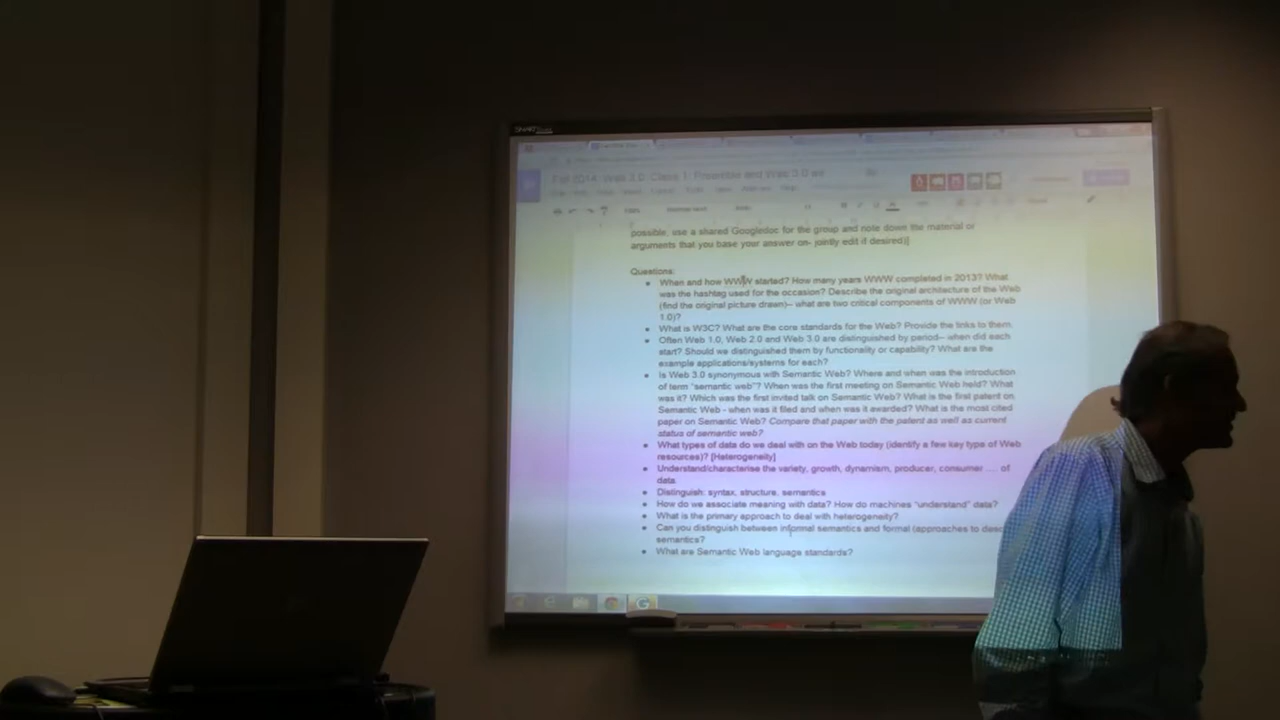 SMART
Fall 2014: Web 3.0: Class 1: Preamble and Web 3.0 an
possible, use a shared Googledoc for the group and note down the material or
arguments that you base your answer on- jointly edit if desired)]
Questions:
When and how WWW started? How many years WWW completed in 2013? What
was the hashtag used for the occasion? Describe the original architecture of the Web
(find the original picture drawn)-- what are two critical components of WWW (or Web
1.0)?
What is W3C? What are the core standards for the Web? Provide the links to them.
Often Web 1.0, Web 2.0 and Web 3.0 are distinguished by period-- when did each
start? Should we distinguished them by functionality or capability? What are the
example applications/systems for each?
Is Web 3.0 synonymous with Semantic Web? Where and when was the introduction
of term "semantic web"? When was the first meeting on Semantic Web held? What
was it? Which was the first invited talk on Semantic Web? What is the first patent on
Semantic Web - when was it filed and when was it awarded? What is the most cited
paper on Semantic Web? Compare that paper with the patent as well as current
status of semantic web?
What types of data do we deal with on the Web today (identify a few key type of Web
resources)? [Heterogeneity]
Understand/characterise the variety, growth, dynamism, producer, consumer .... of
data
Distinguish: syntax, structure, semantics
How do we associate meaning with data? How do machines "understand" data?
What is the primary approach to deal with heterogeneity?
Can you distinguish between informal semantics and formal (approaches to
semantics?
What are Semantic Web language standards?